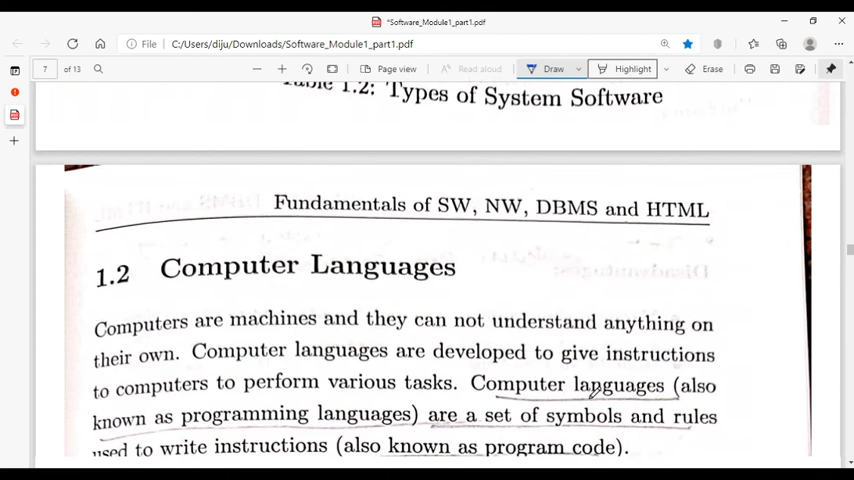 *Software_Module1_part1.pdf
File
C:/Users/diju/Downloads/Software_Module1_part1.pdf
7 of 13
Page view
Read aloud
Draw
Highlight
Erase
Table 1.2: Types of System Software
Fundamentals of SW, NW, DBMS and HTML
1.2 Computer Languages
Computers are machines and they can not understand anything on
their own. Computer languages are developed to give instructions
to computers to perform various tasks. Computer languages (also
known as programming languages) are a set of symbols and rules
used to write instructions (also known as program code).